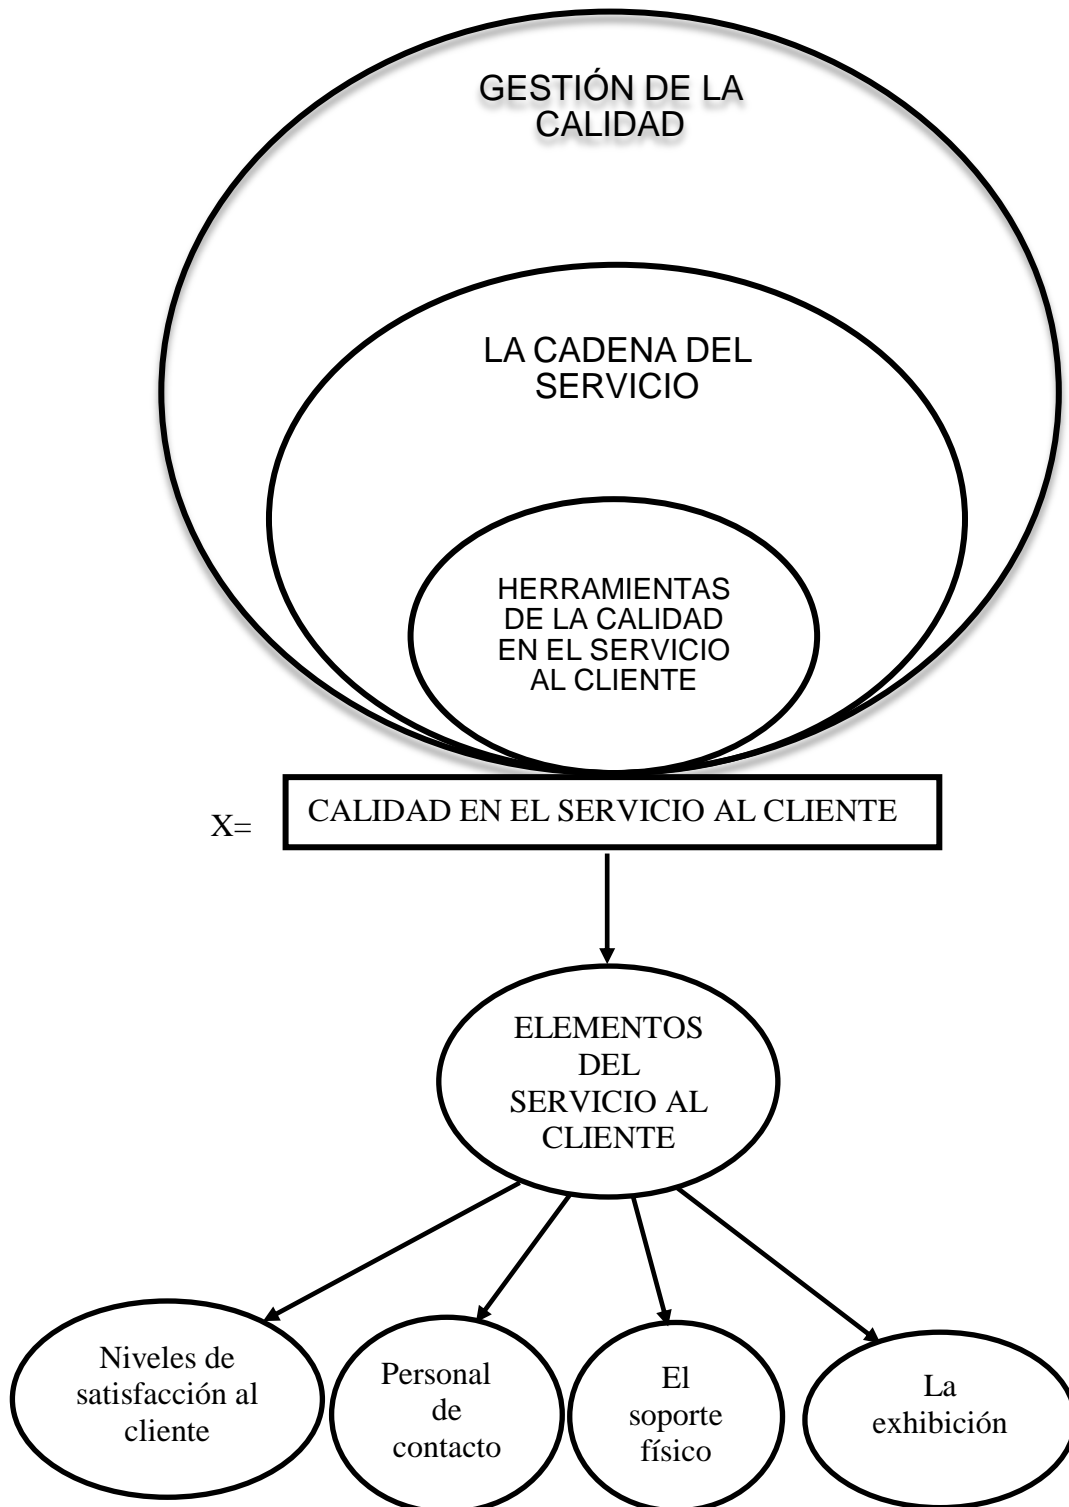 GESTIÓN DE LA
CALIDAD
LA CADENA DEL
SERVICIO
HERRAMIENTAS
DE LA CALIDAD
EN EL SERVICIO
AL CLIENTE
X=
CALIDAD EN EL SERVICIO AL CLIENTE
ELEMENTOS
DEL
SERVICIO AL
CLIENTE
Niveles de
satisfacción al
cliente
Personal
de
contacto
El
soporte
físico
La
exhibición